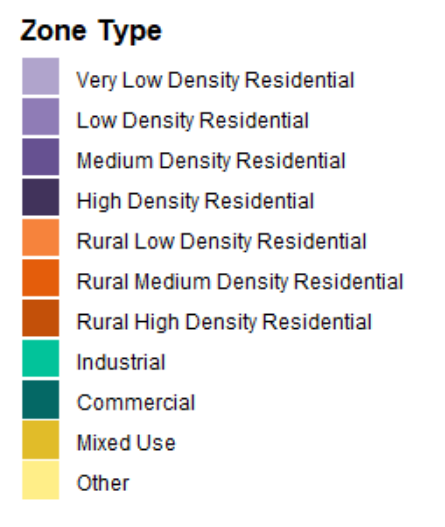 Zone Type
Very Low Density Residential
Low Density Residential
Medium Density Residential
High Density Residential
Rural Low Density Residential
Rural Medium Density Residential
Rural High Density Residential
Industrial
Commercial
Mixed Use
Other